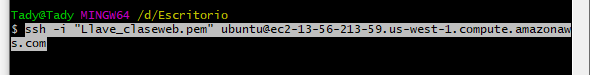 Tady@Tady MINGW64 /d/Escritorio
$ ssh -i "Llave_claseweb.pem" ubuntu@ec2-13-56-213-59.us-west-1.compute.amazonaw
s.com